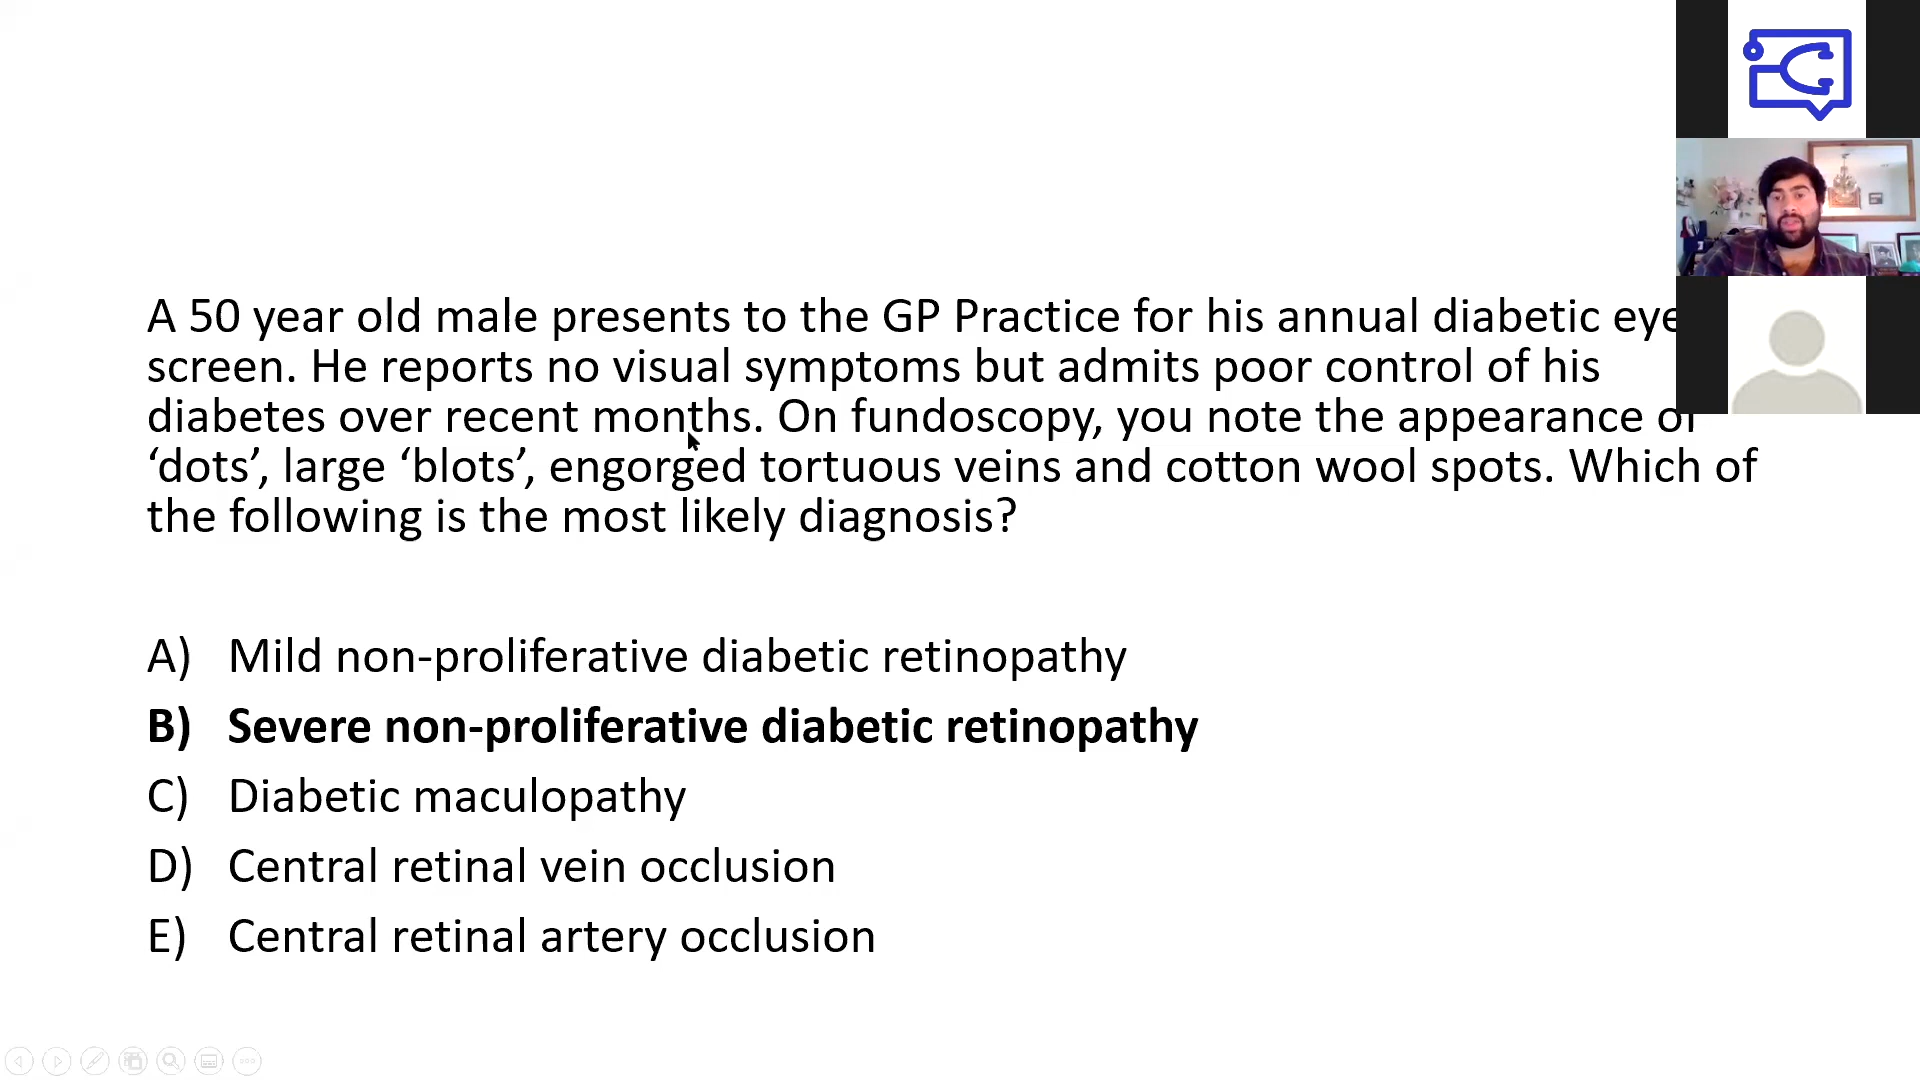 A 50 year old male presents to the GP Practice for his annual diabetic eye
screen. He reports no visual symptoms but admits poor control of his
diabetes over recent months. On fundoscopy, you note the appearance of
‘dots’, large ‘blots’, engorged tortuous veins and cotton wool spots. Which of
the following is the most likely diagnosis?
A) Mild non-proliferative diabetic retinopathy
B) Severe non-proliferative diabetic retinopathy
C) Diabetic maculopathy
D) Central retinal vein occlusion
E) Central retinal artery occlusion